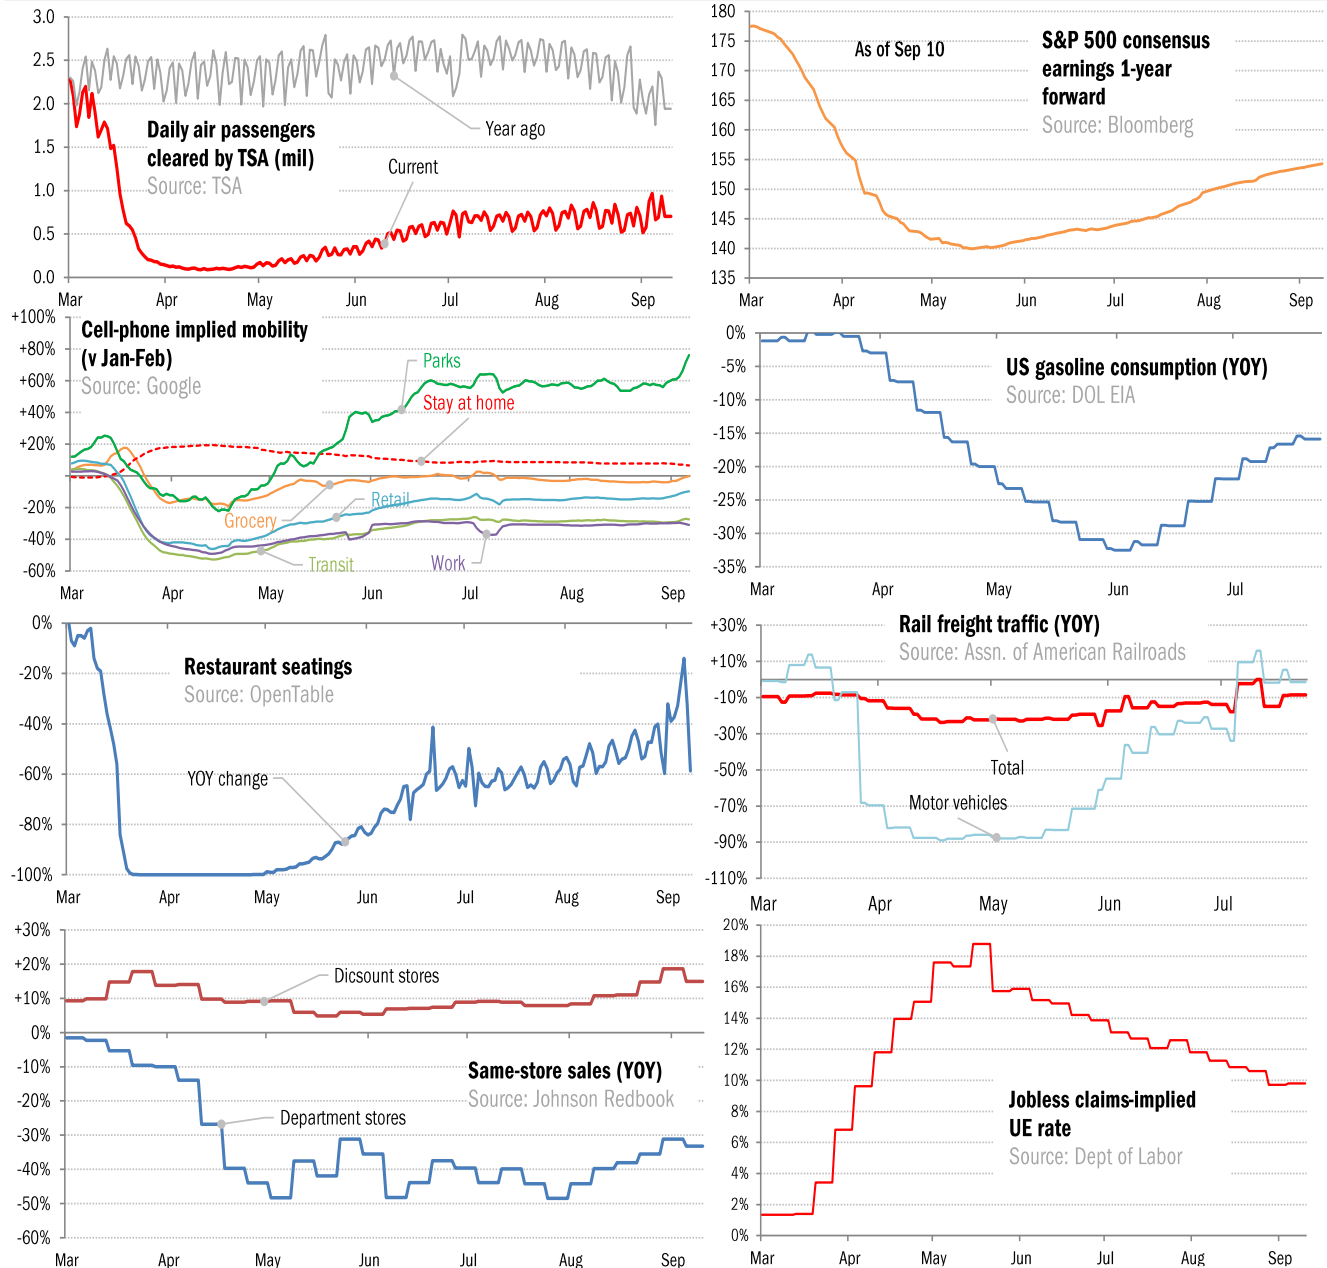 3.0
2.5
2.0
1.5
1.0
0.5
0.0
Daily air passengers
cleared by TSA (mil)
Source: TSA
Year ago
Current
Mar Apr May Jun Jul Aug Sep
180
175
170
165
160
155
150
145
140
135
As of Sep 10
S&P 500 consensus
earnings 1-year
forward
Source: Bloomberg
Mar Apr May Jun Jul Aug Sep
+100%
+80%
+60%
+40%
+20%
-20%
-40%
-60%
Cell-phone implied mobility
(v Jan-Feb)
Source: Google
Parks
Stay at home
Retail
Grocery
Transit
Work
Mar Apr May Jun Jul Aug Sep
0%
-5%
-10%
-15%
-20%
-25%
-30%
-35%
US gasoline consumption (YOY)
Source: DOL EIA
Mar Apr May Jun Jul
0%
-20%
-40%
-60%
-80%
-100%
Restaurant seatings
Source: OpenTable
YOY change
Mar Apr May Jun Jul Aug Sep
+30%
+10%
-10%
-30%
-50%
-70%
-90%
-110%
Rail freight traffic (YOY)
Source: Assn. of American Railroads
Total
Motor vehicles
Mar Apr May Jun Jul
+30%
+20%
+10%
0%
-10%
-20%
-30%
-40%
-50%
-60%
Dicsount stores
Same-store sales (YOY)
Source: Johnson Redbook
Department stores
Mar Apr May Jun Jul Aug Sep
20%
18%
16%
14%
12%
10%
8%
6%
4%
2%
0%
Jobless claims-implied
UE rate
Source: Dept of Labor
Mar Apr May Jun Jul Aug Sep